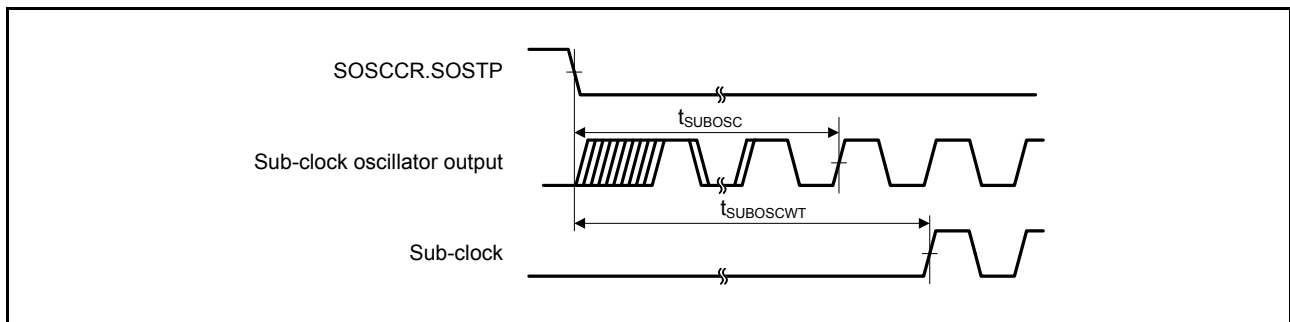 SOSCCR.SOSTP
tSUBOSC
Sub-clock oscillator output
tSUBOSCWT
Sub-clock